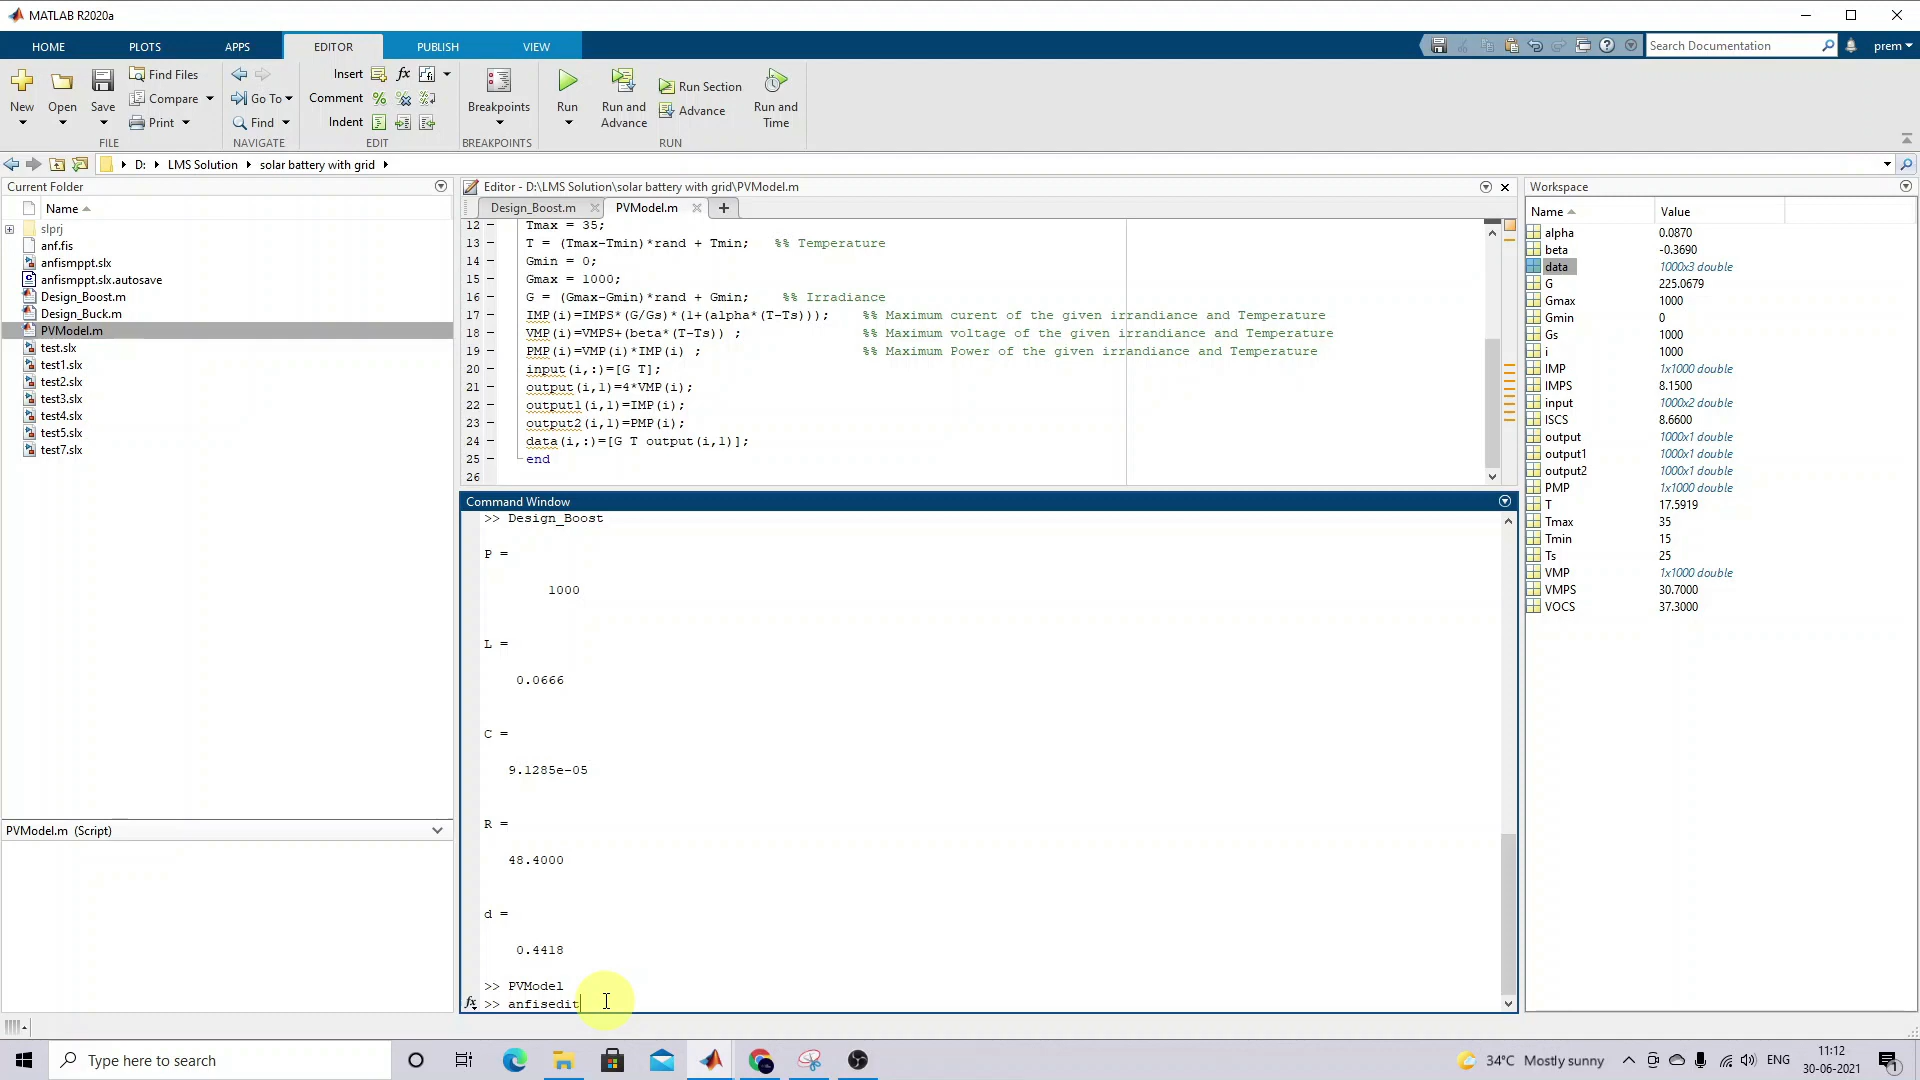 MATLAB R2020a
HOME PLOTS APPS EDITOR PUBLISH VIEW
Search Documentation
prem
New Open Save
Find Files
Compare
Print
FILE
Go To
Find
NAVIGATE
Insert fx
Comment
Indent
EDIT
Breakpoints
BREAKPOINTS
Run
Run and Advance
Run Section
Advance
Run and Time
RUN
D: LMS Solution solar battery with grid
Current Folder
Name
slprj
anf.fis
anfismppt.slx
anfismppt.slx.autosave
Design_Boost.m
Design_Buck.m
PVModel.m
test.slx
test1.slx
test2.slx
test3.slx
test4.slx
test5.slx
test7.slx
PVModel.m (Script)
Editor - D:\LMS Solution\solar battery with grid\PVModel.m
Design_Boost.m PVModel.m
12 - Tmax = 35;
13 - T = (Tmax-Tmin)*rand + Tmin; %% Temperature
14 - Gmin = 0;
15 - Gmax = 1000;
16 - G = (Gmax-Gmin)*rand + Gmin; %% Irradiance
17 - IMP(i)=IMPS*(G/Gs)*(1+(alpha*(T-Ts))); %% Maximum curent of the given irrandiance and Temperature
18 - VMP(i)=VMPS+(beta*(T-Ts)) ; %% Maximum voltage of the given irrandiance and Temperature
19 - PMP(i)=VMP(i)*IMP(i) ; %% Maximum Power of the given irrandiance and Temperature
20 - input(i,:)=[G T];
21 - output(i,1)=4*VMP(i);
22 - output1(i,1)=IMP(i);
23 - output2(i,1)=PMP(i);
24 - data(i,:)=[G T output(i,1)];
25 - end
26
Command Window
>> Design_Boost
P =
1000
L =
0.0666
C =
9.1285e-05
R =
48.4000
d =
0.4418
>> PVModel
fx >> anfisedit
Workspace
Name Value
alpha 0.0870
beta -0.3690
data 1000x3 double
G 225.0679
Gmax 1000
Gmin 0
Gs 1000
i 1000
IMP 1x1000 double
IMPS 8.1500
input 1000x2 double
ISCS 8.6600
output 1000x1 double
output1 1000x1 double
output2 1000x1 double
PMP 1x1000 double
T 17.5919
Tmax 35
Tmin 15
Ts 25
VMP 1x1000 double
VMPS 30.7000
VOCS 37.3000
Type here to search
34°C Mostly sunny
ENG
11:12
30-06-2021
1